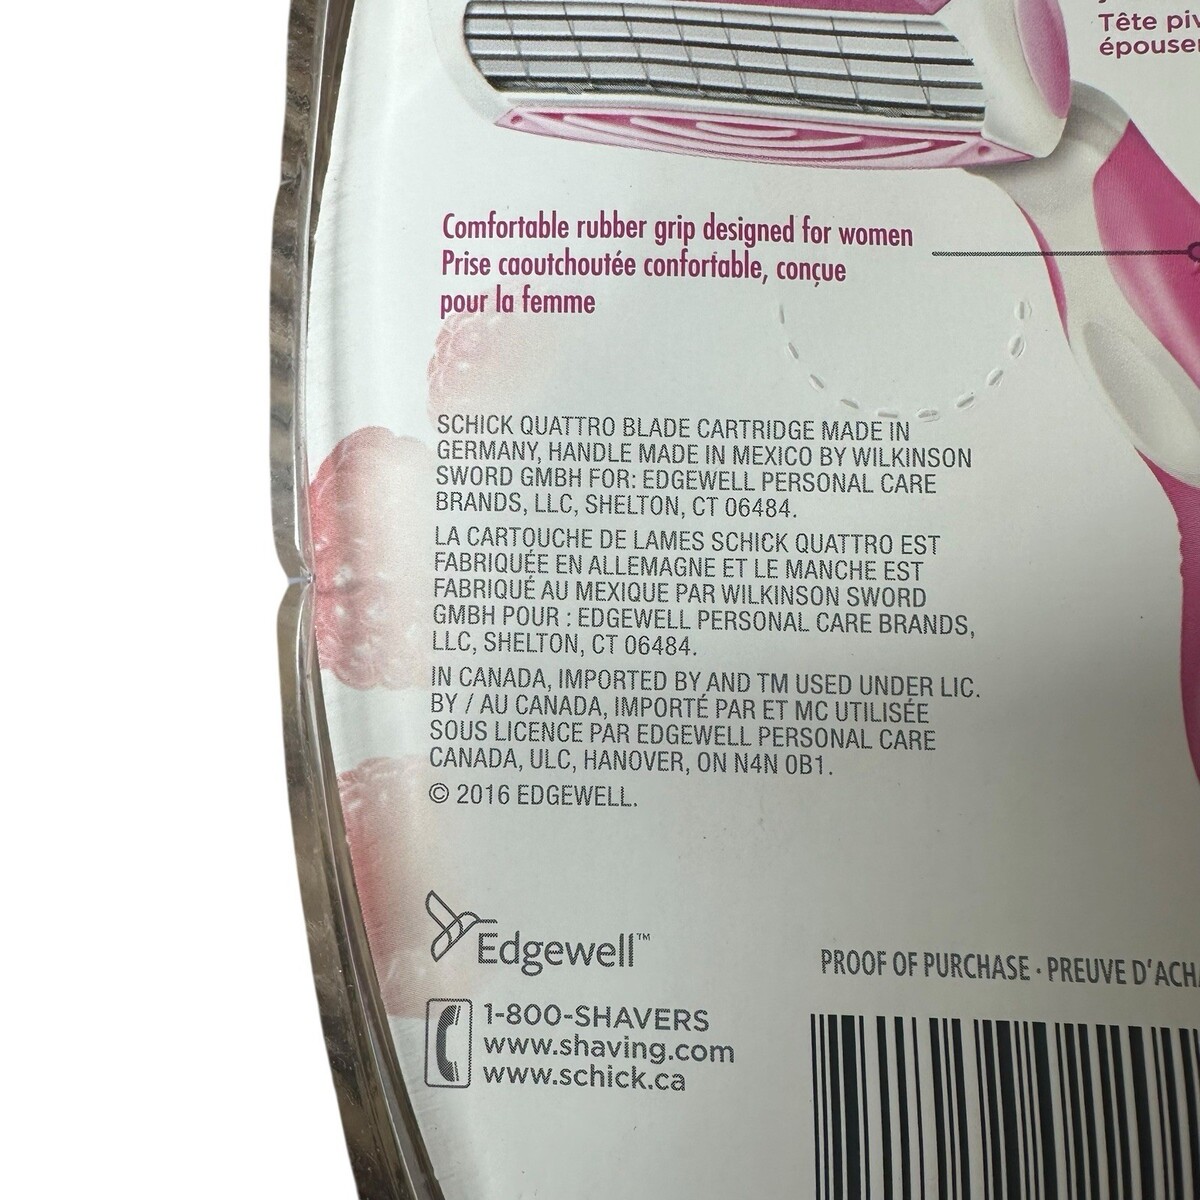 Tête
Comfortable rubber grip designed for women
Prise caoutchoutée confortable, conçue
pour la femme
SCHICK QUATTRO BLADE CARTRIDGE MADE IN
GERMANY, HANDLE MADE IN MEXICO BY WILKINSON
SWORD GMBH FOR: EDGEWELL PERSONAL CARE
BRANDS, LLC, SHELTON, CT 06484.
LA CARTOUCHE DE LAMES SCHICK QUATTRO EST
FABRIQUÉE EN ALLEMAGNE ET LE MANCHE EST
FABRIQUÉ AU MEXIQUE PAR WILKINSON SWORD
GMBH POUR : EDGEWELL PERSONAL CARE BRANDS,
LLC, SHELTON, CT 06484.
IN CANADA, IMPORTED BY AND TM USED UNDER LIC.
BY / AU CANADA, IMPORTÉ PAR ET MC UTILISÉE
SOUS LICENCE PAR EDGEWELL PERSONAL CARE
CANADA, ULC, HANOVER, ON N4N 0B1.
© 2016 EDGEWELL.
Edgewell™
1-800-SHAVERS
www.shaving.com
www.schick.ca
PROOF OF PURCHASE · PREUVE